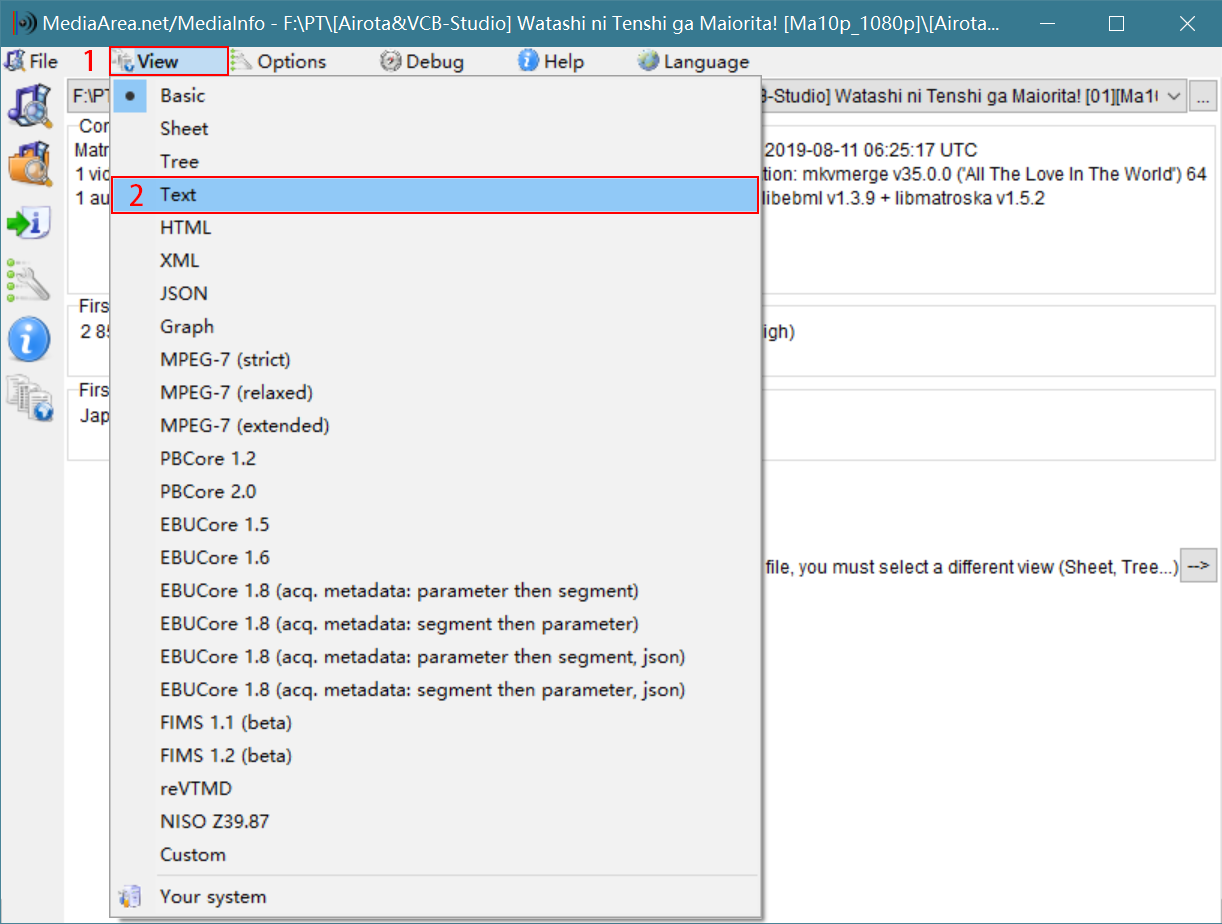 MediaArea.net/MediaInfo - F:\PT\[Airota&VCB-Studio] Watashi ni Tenshi ga Maiorita! [Ma10p_1080p]\[Airota...
File 1 View Options Debug Help Language
F:\PT
B-Studio] Watashi ni Tenshi ga Maiorita! [01][Ma1
...
Basic
Sheet
Tree
2 Text
HTML
XML
JSON
Graph
MPEG-7 (strict)
MPEG-7 (relaxed)
MPEG-7 (extended)
PBCore 1.2
PBCore 2.0
EBUCore 1.5
EBUCore 1.6
EBUCore 1.8 (acq. metadata: parameter then segment)
EBUCore 1.8 (acq. metadata: segment then parameter)
EBUCore 1.8 (acq. metadata: parameter then segment, json)
EBUCore 1.8 (acq. metadata: segment then parameter, json)
FIMS 1.1 (beta)
FIMS 1.2 (beta)
reVTMD
NISO Z39.87
Custom
Your system
Con
Matr
1 vid
1 au
2019-08-11 06:25:17 UTC
tion: mkvmerge v35.0.0 ('All The Love In The World') 64
libebml v1.3.9 + libmatroska v1.5.2
Firs
2 85
igh)
Firs
Jap
file, you must select a different view (Sheet, Tree...)
-->